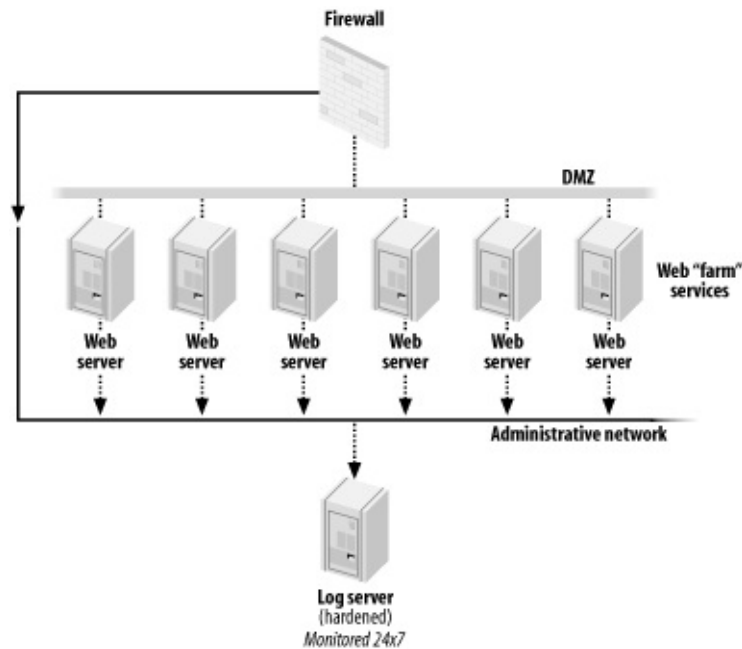 Firewall
DMZ
Web "farm"
services
Web
server
Web
server
Web
server
Web
server
Web
server
Web
server
Administrative network
Log server
(hardened)
Monitored 24x7